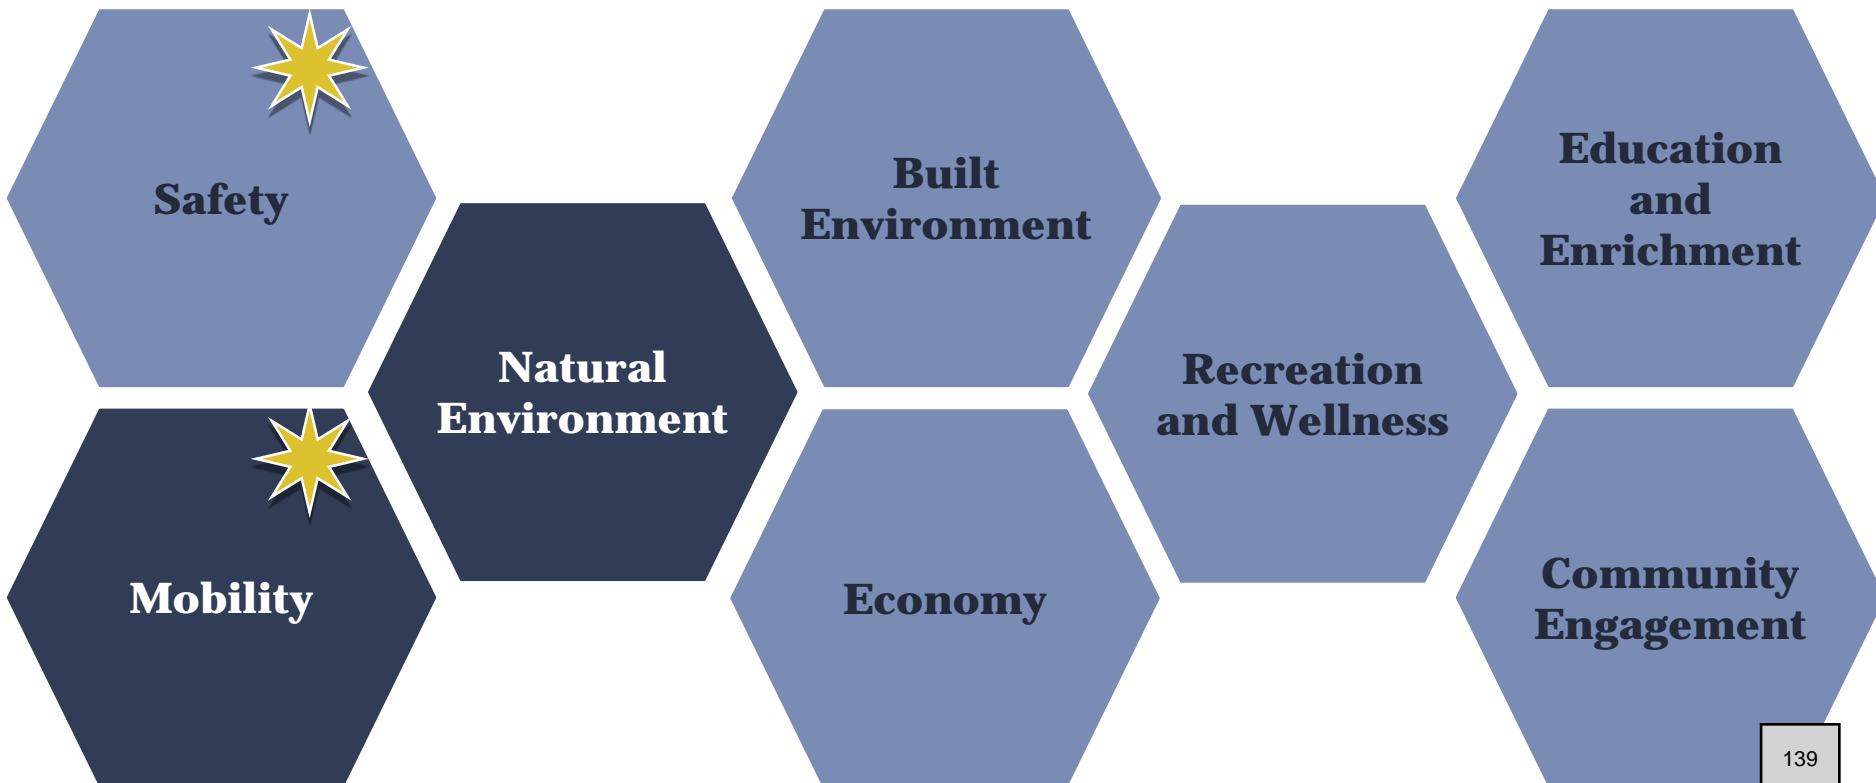 Safety
Mobility
Natural
Environment
Built
Environment
Economy
Recreation
and Wellness
Education
and
Enrichment
Community
Engagement
139